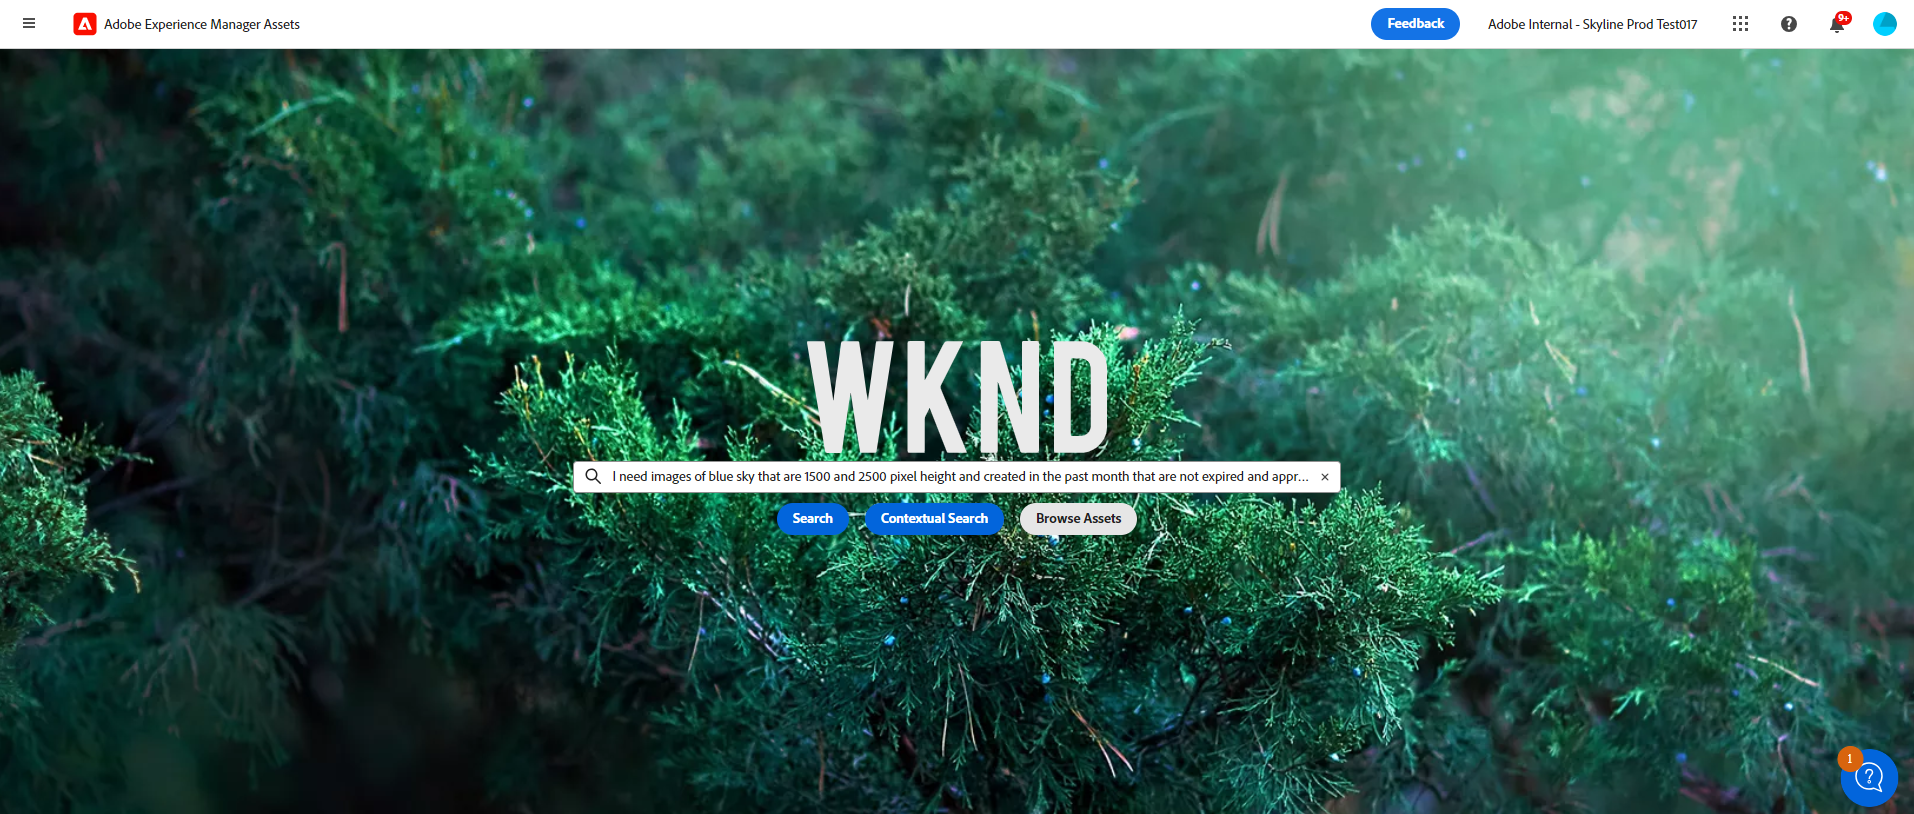 Adobe Experience Manager Assets
Feedback
Adobe Internal - Skyline Prod Test017
9+
WKND
I need images of blue sky that are 1500 and 2500 pixel height and created in the past month that are not expired and appr...
Search
Contextual Search
Browse Assets
1